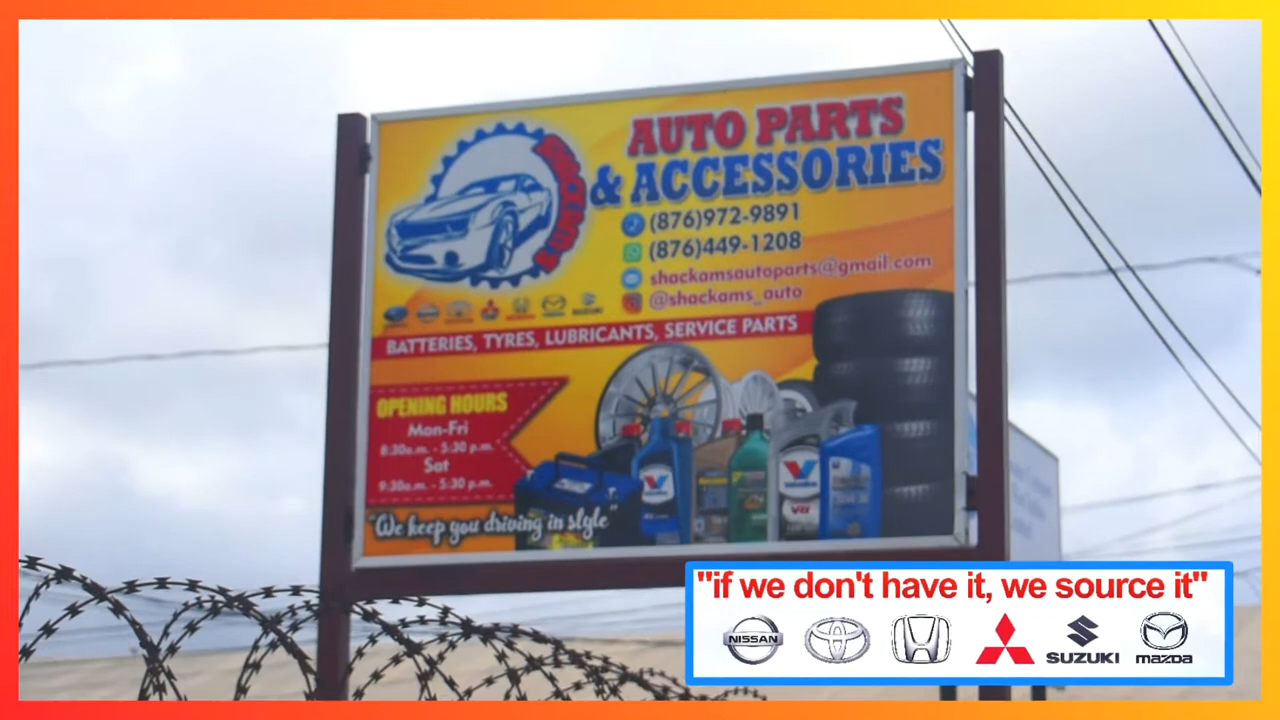 AUTO PARTS
& ACCESSORIES
SHACKAM'S
(876)972-9891
(876)449-1208
shackamsautoparts@gmail.com
@shackams_auto
BATTERIES, TYRES, LUBRICANTS, SERVICE PARTS
OPENING HOURS
Mon-Fri
8:30a.m. - 5:30 p.m.
Sat
9:30a.m. - 5:30 p.m.
"We keep you driving in style"
Valvoline
"if we don't have it, we source it"
NISSAN
SUZUKI
mazda